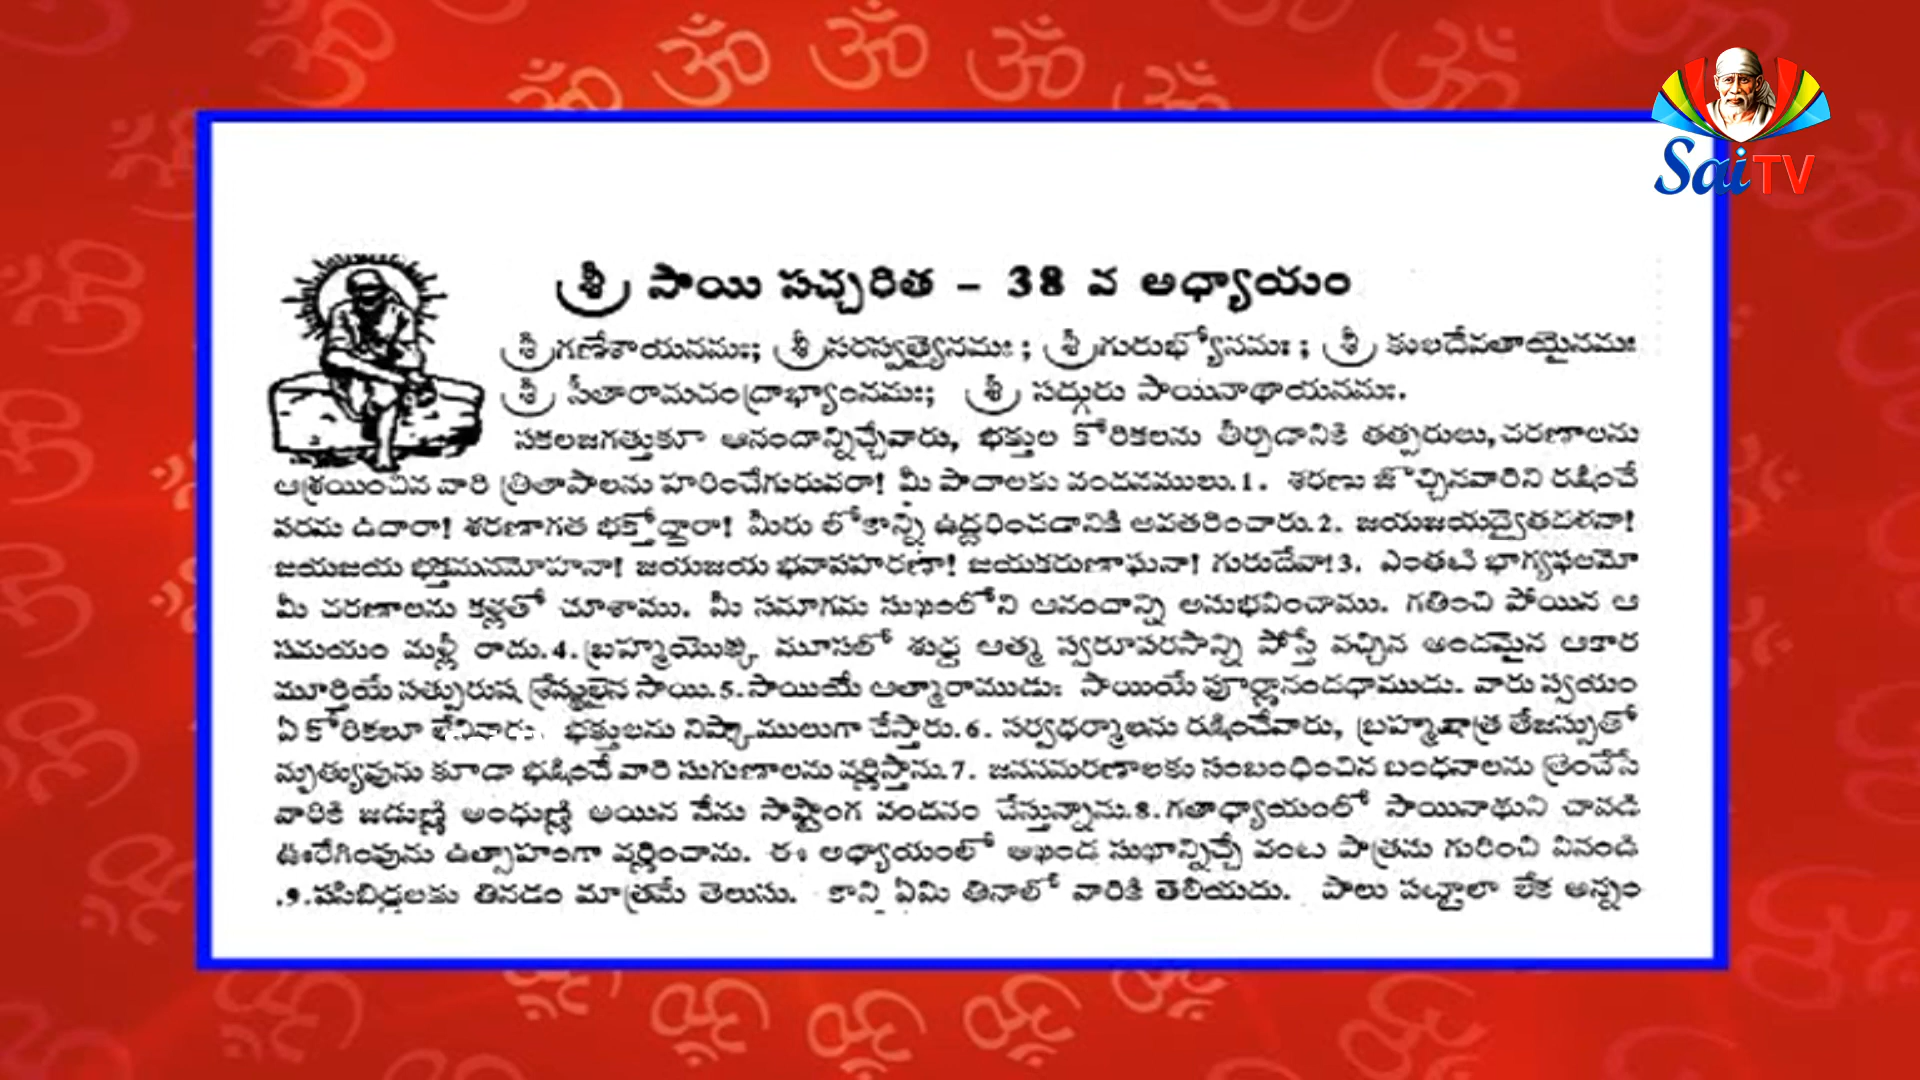 Sai TV
శ్రీ సాయి సచ్చరిత – 38 వ అధ్యాయం
శ్రీగణేశాయనమః; శ్రీసరస్వత్యైనమః ; శ్రీగురుభ్యోనమః ; శ్రీ కులదేవతాయైనమః
శ్రీ సీతారామచంద్రాభ్యాంనమః; శ్రీ సద్గురు సాయినాథాయనమః.
సకలజగత్తుకూ ఆనందాన్నిచ్చేవారు, భక్తుల కోరికలను తీర్చడానికి తత్పరులు, చరణాలను
ఆశ్రయించిన వారి త్రితాపాలను హరించేగురువరా! మీ పాదాలకు వందనములు.1. శరణు జొచ్చినవారిని రక్షించే
పరమ ఉదారా! శరణాగత భక్తోద్ధారా! మీరు లోకాన్ని ఉద్ధరించడానికి అవతరించారు.2. జయజయద్వైతదళనా!
జయజయ భక్తమనమోహనా! జయజయ భవాపహరణా! జయకరుణాఘనా! గురుదేవా!3. ఎంతటి భాగ్యఫలమో
మీ చరణాలను కళ్లతో చూశాము. మీ సమాగమ సుఖంలోని ఆనందాన్ని అనుభవించాము. గతించి పోయిన ఆ
సమయం మళ్లీ రాదు.4. బ్రహ్మయొక్క మూసలో శుద్ధ ఆత్మ స్వరూపరసాన్ని పోస్తే వచ్చిన అందమైన ఆకార
మూర్తియే సత్పురుష శ్రేష్ఠులైన సాయి.5. సాయియే ఆత్మారాముడు: సాయియే పూర్ణానందధాముడు. వారు స్వయం
ఏ కోరికలూ లేనివారు భక్తులను నిష్కాములుగా చేస్తారు.6. సర్వధర్మాలను రక్షించేవారు, బ్రహ్మక్షాత్ర తేజస్సుతో
మృత్యువును కూడా భక్షించే వారి సుగుణాలను వర్ణిస్తాను.7. జననమరణాలకు సంబంధించిన బంధనాలను త్రెంచేసే
వారికి జడుణ్ణి అంధుణ్ణి అయిన నేను సాష్టాంగ వందనం చేస్తున్నాను.8. గతాధ్యాయంలో సాయినాథుని చావడి
ఊరేగింపును ఉత్సాహంగా వర్ణించాను. ఈ అధ్యాయంలో అఖండ సుఖాన్నిచ్చే వంట పాత్రను గురించి వినండి
.9.పసిబిడ్డలకు తినడం మాత్రమే తెలుసు. కాని ఏమి తినాలో వారికి తెలియదు. పాలు పట్టాలా లేక అన్నం